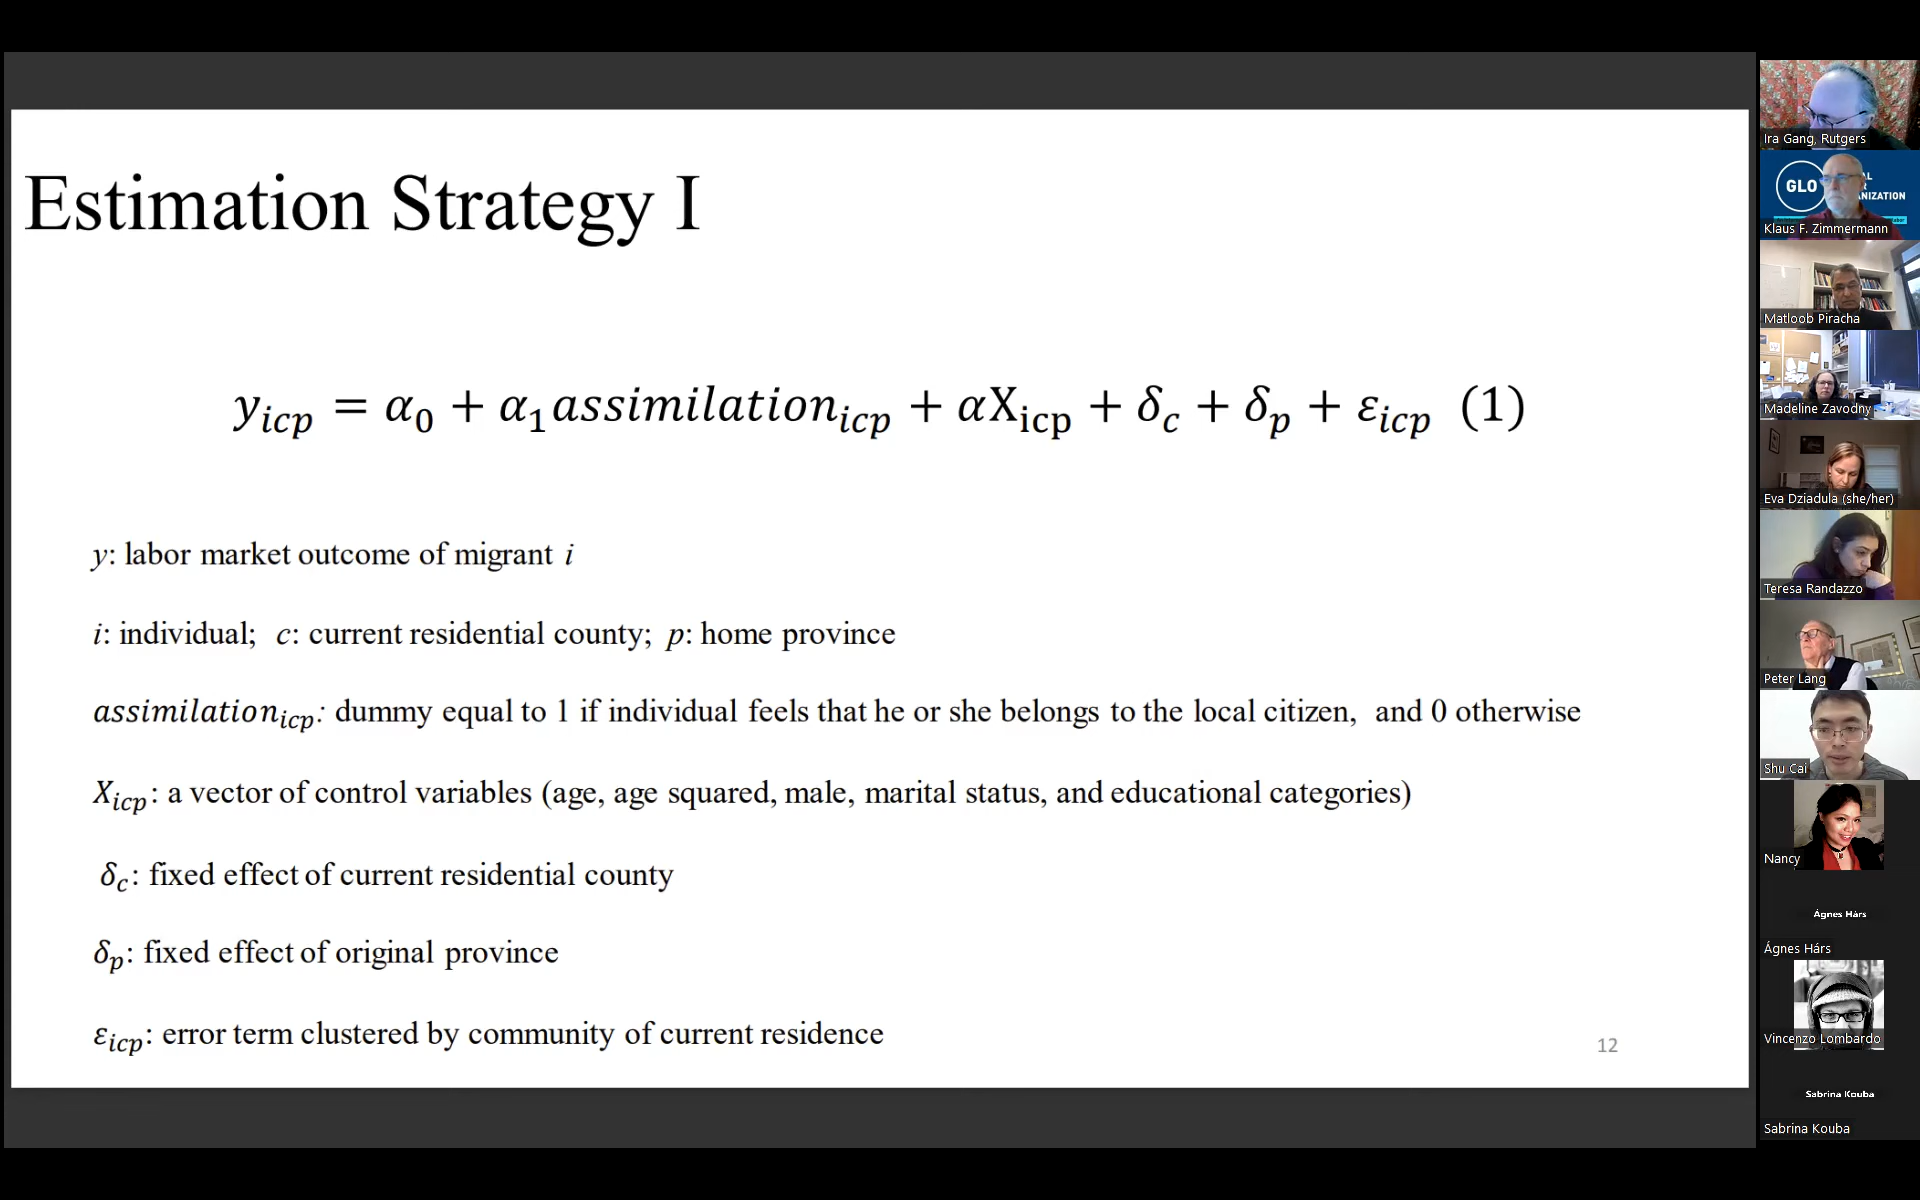 Estimation Strategy I
y_icp = α_0 + α_1 assimilation_icp + αX_icp + δ_c + δ_p + ε_icp (1)
y: labor market outcome of migrant i
i: individual; c: current residential county; p: home province
assimilation_icp: dummy equal to 1 if individual feels that he or she belongs to the local citizen, and 0 otherwise
X_icp: a vector of control variables (age, age squared, male, marital status, and educational categories)
δ_c: fixed effect of current residential county
δ_p: fixed effect of original province
ε_icp: error term clustered by community of current residence
12
Ira Gang, Rutgers
GLO
Klaus F. Zimmermann
Matloob Piracha
Madeline Zavodny
Eva Dziadula (she/her)
Teresa Randazzo
Peter Lang
Shu Cai
Nancy
Ágnes Hárs
Ágnes Hárs
Vincenzo Lombardo
Sabrina Kouba
Sabrina Kouba